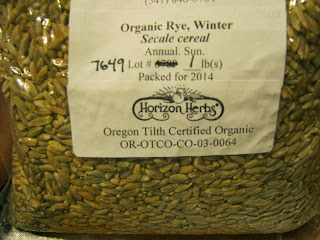 Organic Rye, Winter
Secale cereal
Annual. Sun.
7649 Lot # 1 lb(s)
Packed for 2014
Horizon Herbs
Oregon Tilth Certified Organic
OR-OTCO-CO-03-0064